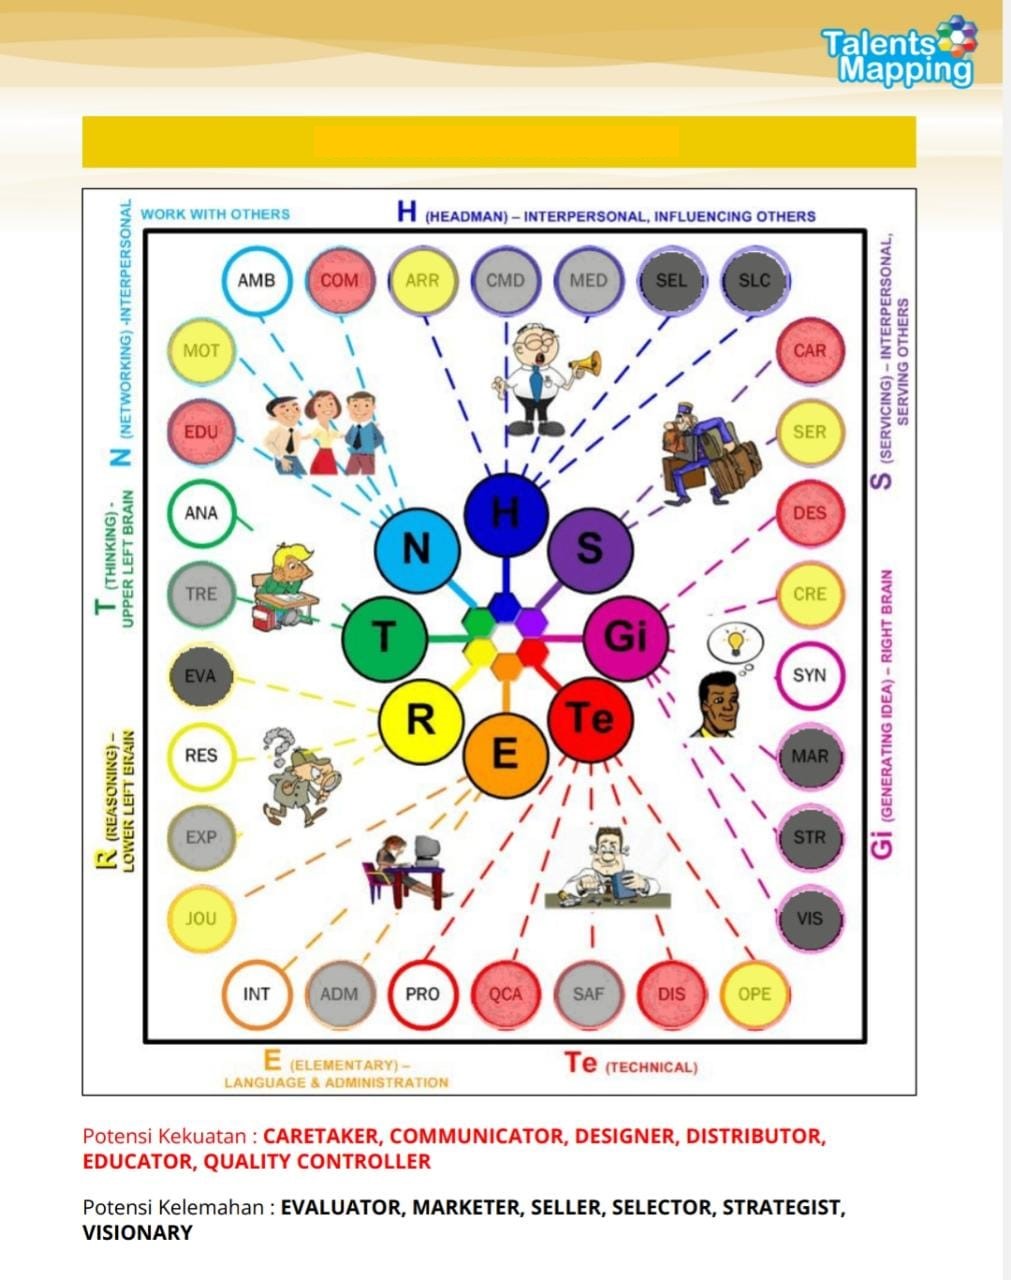 Talents
Mapping
WORK WITH OTHERS
H (HEADMAN) – INTERPERSONAL, INFLUENCING OTHERS
N (NETWORKING) -INTERPERSONAL
T (THINKING) -
UPPER LEFT BRAIN
R (REASONING) –
LOWER LEFT BRAIN
S (SERVICING) – INTERPERSONAL,
SERVING OTHERS
Gi (GENERATING IDEA) – RIGHT BRAIN
AMB
COM
ARR
CMD
MED
SEL
SLC
MOT
CAR
EDU
SER
ANA
DES
TRE
CRE
EVA
SYN
RES
MAR
EXP
STR
JOU
VIS
H
N
S
T
Gi
R
Te
E
INT
ADM
PRO
QCA
SAF
DIS
OPE
E (ELEMENTARY) –
LANGUAGE & ADMINISTRATION
Te (TECHNICAL)
Potensi Kekuatan : CARETAKER, COMMUNICATOR, DESIGNER, DISTRIBUTOR,
EDUCATOR, QUALITY CONTROLLER
Potensi Kelemahan : EVALUATOR, MARKETER, SELLER, SELECTOR, STRATEGIST,
VISIONARY